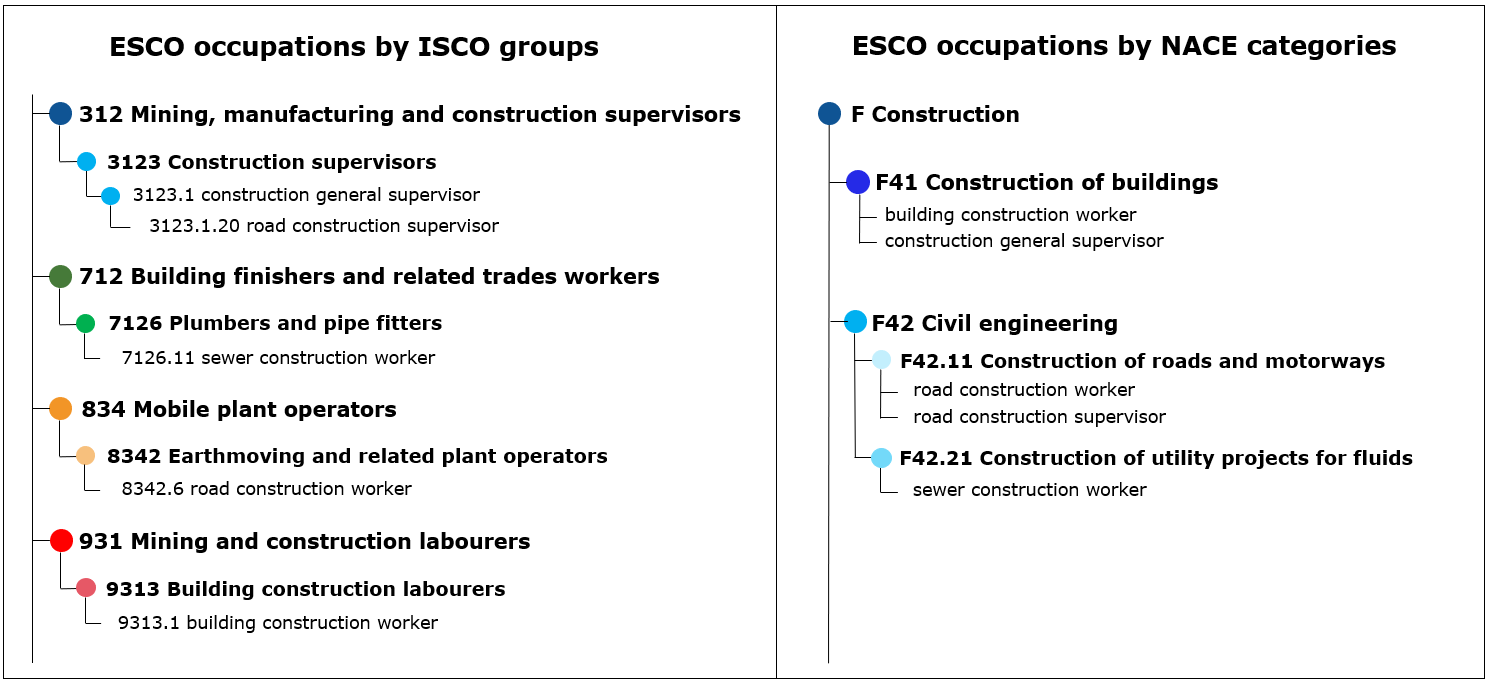 ESCO occupations by ISCO groups
312 Mining, manufacturing and construction supervisors
3123 Construction supervisors
3123.1 construction general supervisor
3123.1.20 road construction supervisor
712 Building finishers and related trades workers
7126 Plumbers and pipe fitters
7126.11 sewer construction worker
834 Mobile plant operators
8342 Earthmoving and related plant operators
8342.6 road construction worker
931 Mining and construction labourers
9313 Building construction labourers
9313.1 building construction worker
ESCO occupations by NACE categories
F Construction
F41 Construction of buildings
building construction worker
construction general supervisor
F42 Civil engineering
F42.11 Construction of roads and motorways
road construction worker
road construction supervisor
F42.21 Construction of utility projects for fluids
sewer construction worker